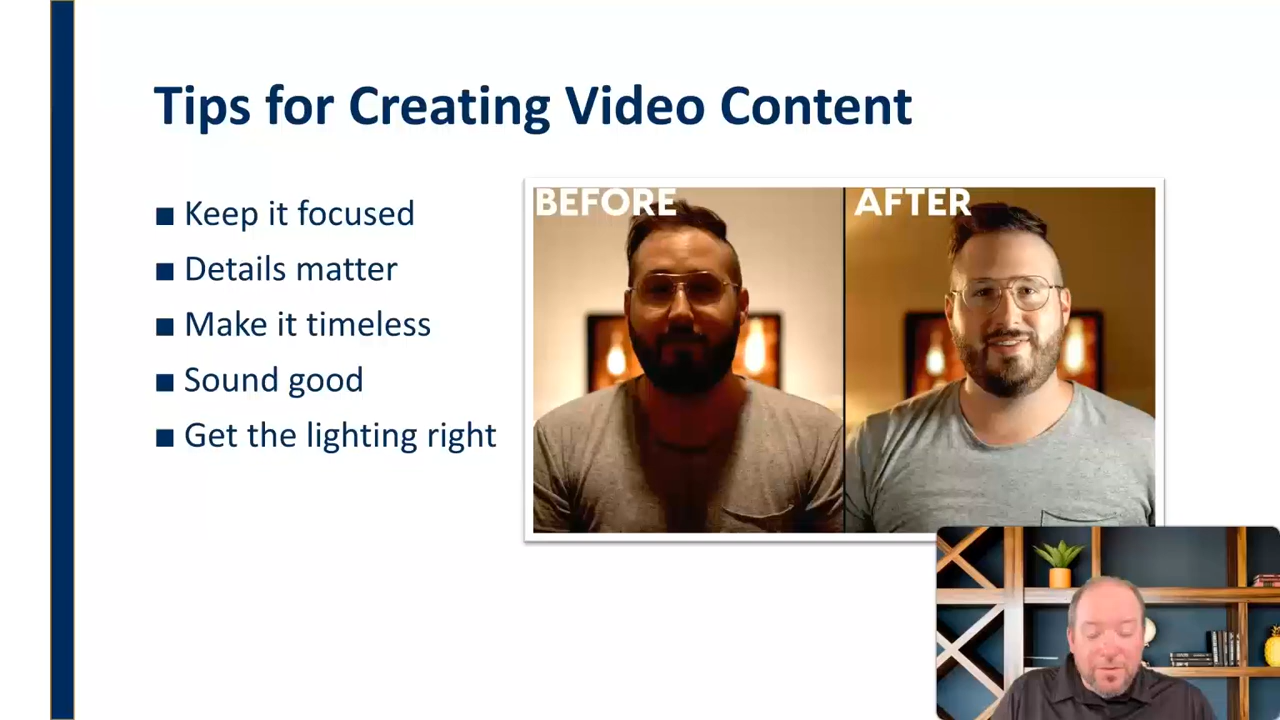 Tips for Creating Video Content
■ Keep it focused
■ Details matter
■ Make it timeless
■ Sound good
■ Get the lighting right
BEFORE
AFTER